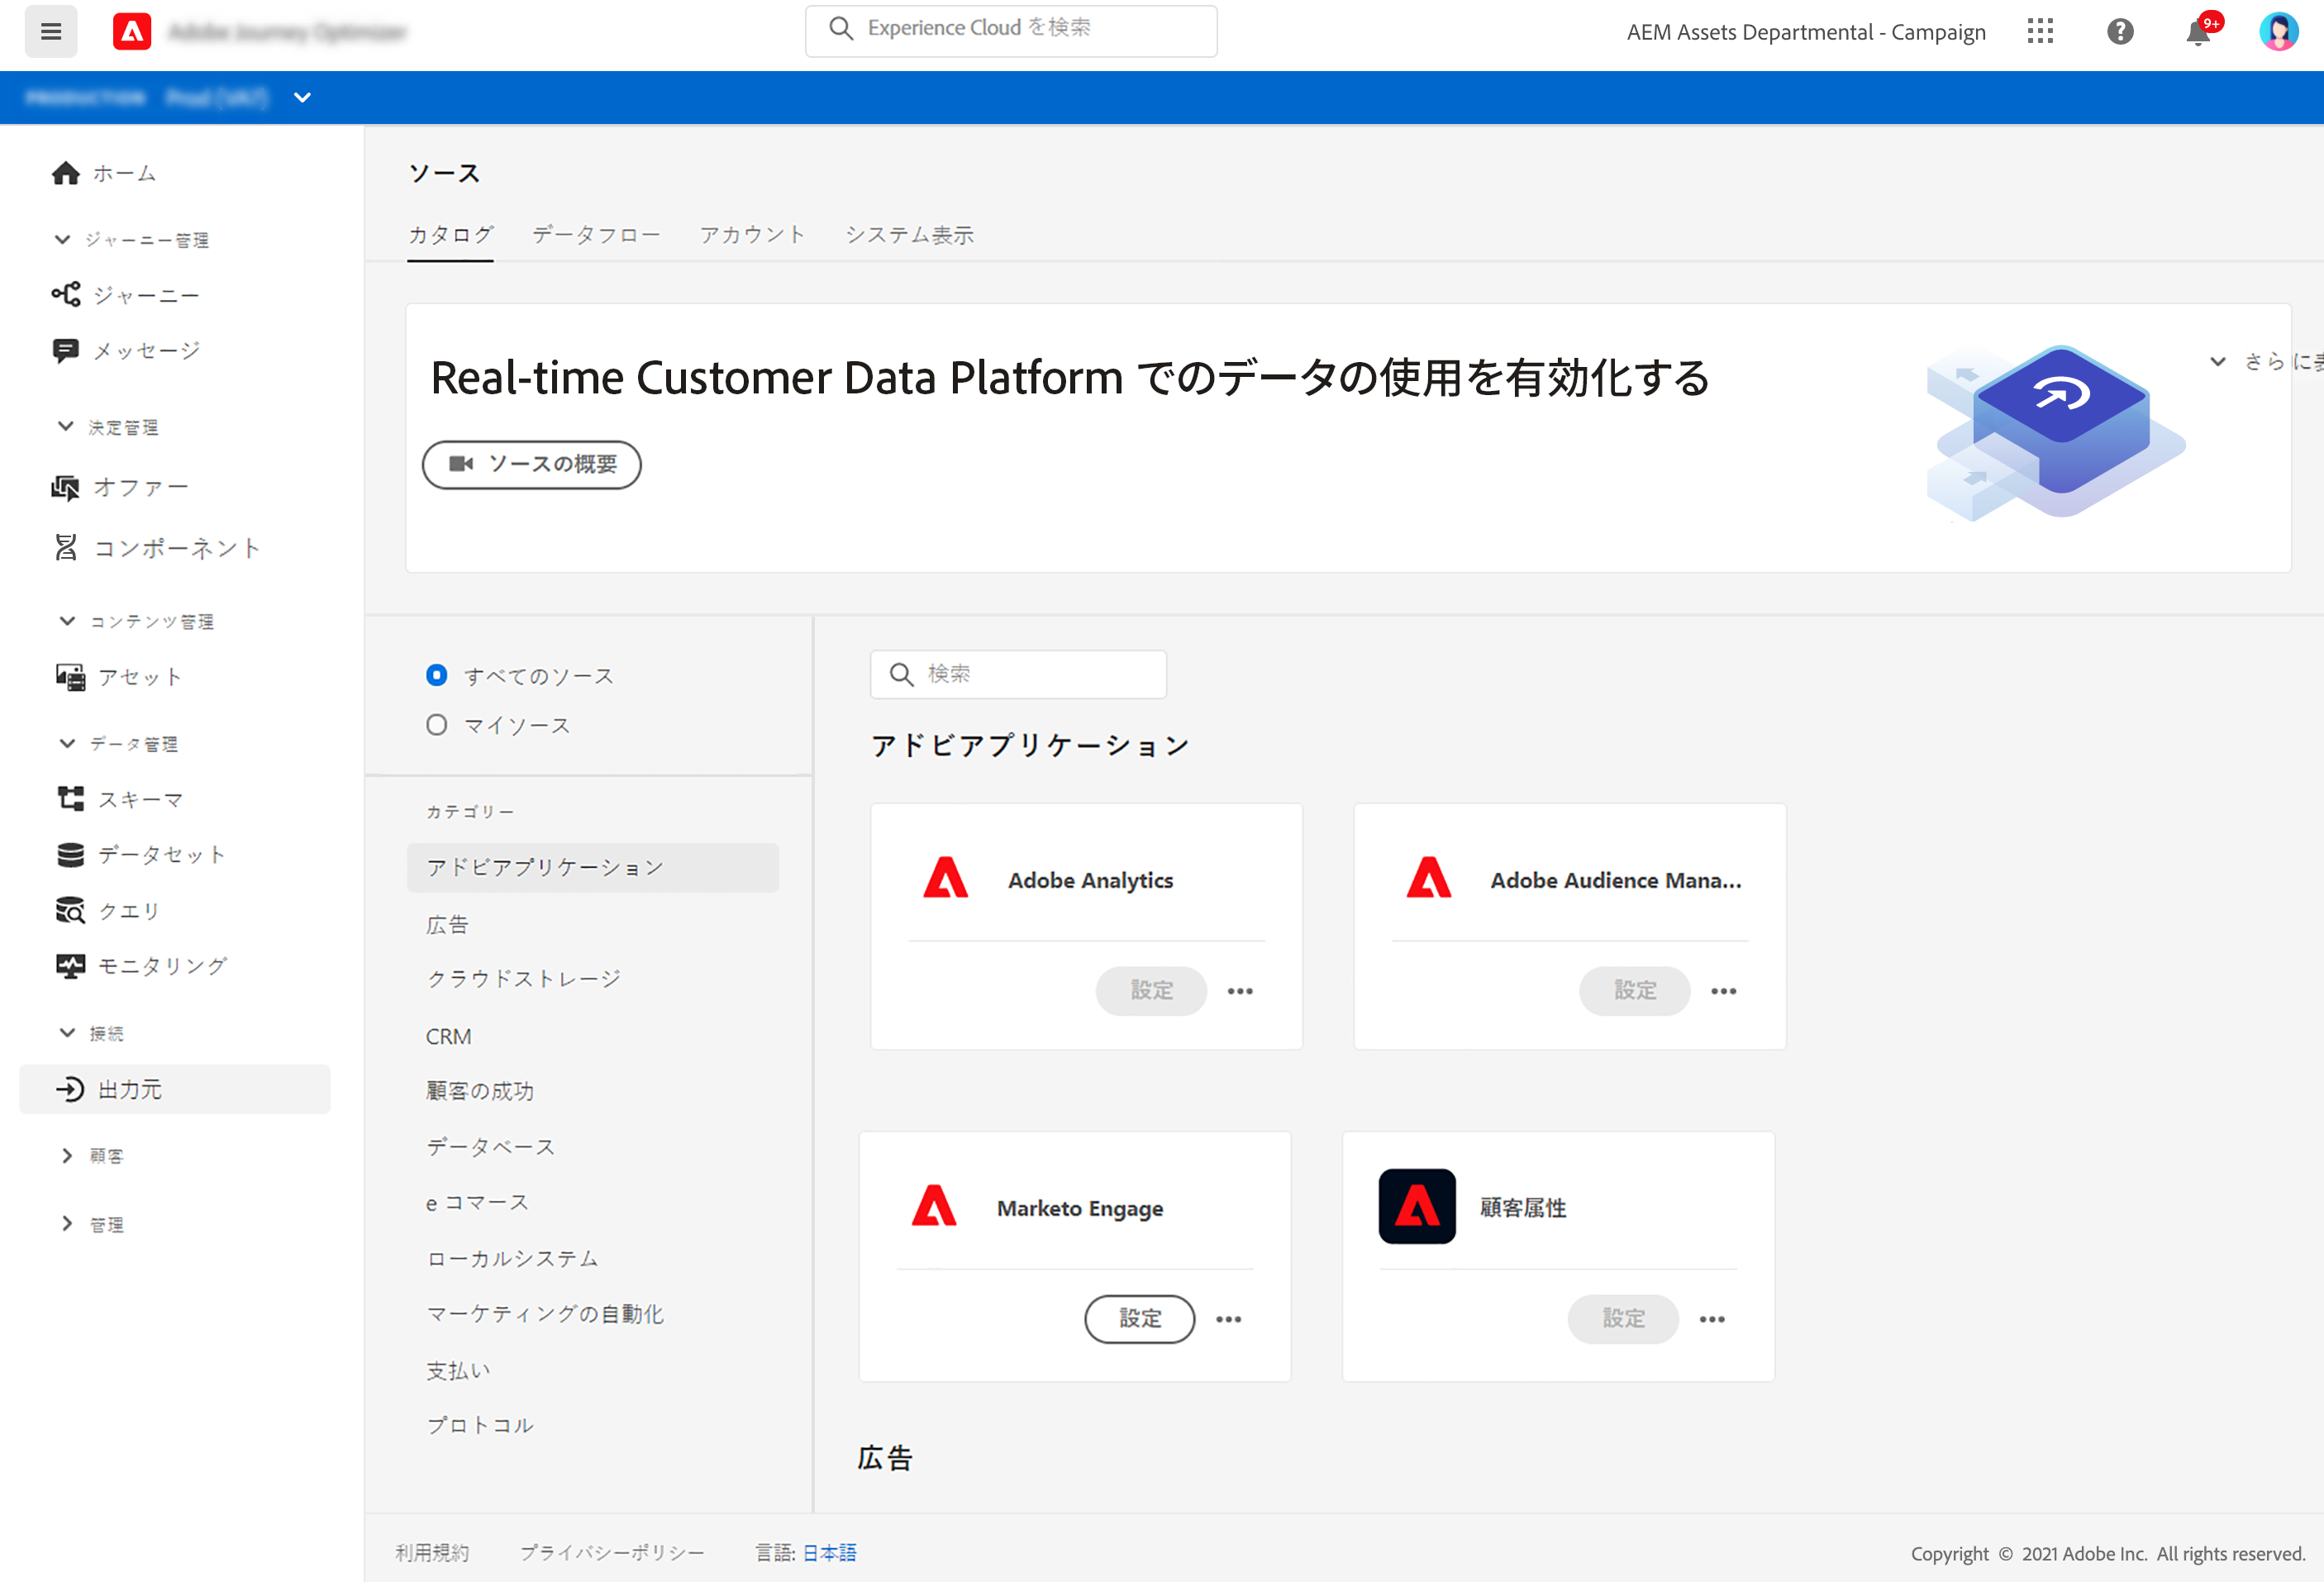 Experience Cloud を検索
AEM Assets Departmental - Campaign
9+
ホーム
ジャーニー管理
ジャーニー
メッセージ
決定管理
オファー
コンポーネント
コンテンツ管理
アセット
データ管理
スキーマ
データセット
クエリ
モニタリング
接続
出力元
顧客
管理
ソース
カタログ
データフロー
アカウント
システム表示
Real-time Customer Data Platform でのデータの使用を有効化する
さらに表
ソースの概要
すべてのソース
マイソース
カテゴリー
アドビアプリケーション
広告
クラウドストレージ
CRM
顧客の成功
データベース
e コマース
ローカルシステム
マーケティングの自動化
支払い
プロトコル
検索
アドビアプリケーション
Adobe Analytics
設定
Adobe Audience Mana...
設定
Marketo Engage
設定
顧客属性
設定
広告
利用規約
プライバシーポリシー
言語: 日本語
Copyright © 2021 Adobe Inc. All rights reserved.